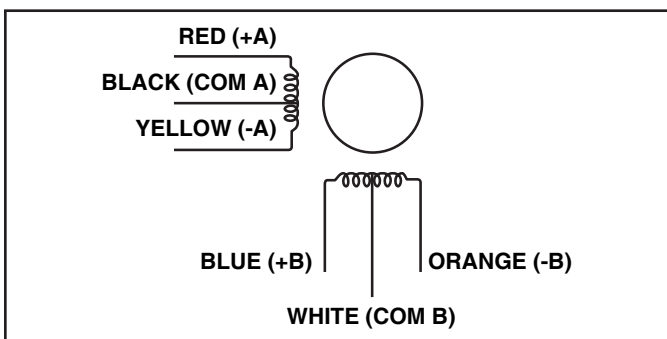 RED (+A)
BLACK (COM A)
YELLOW (-A)
BLUE (+B)
ORANGE (-B)
WHITE (COM B)